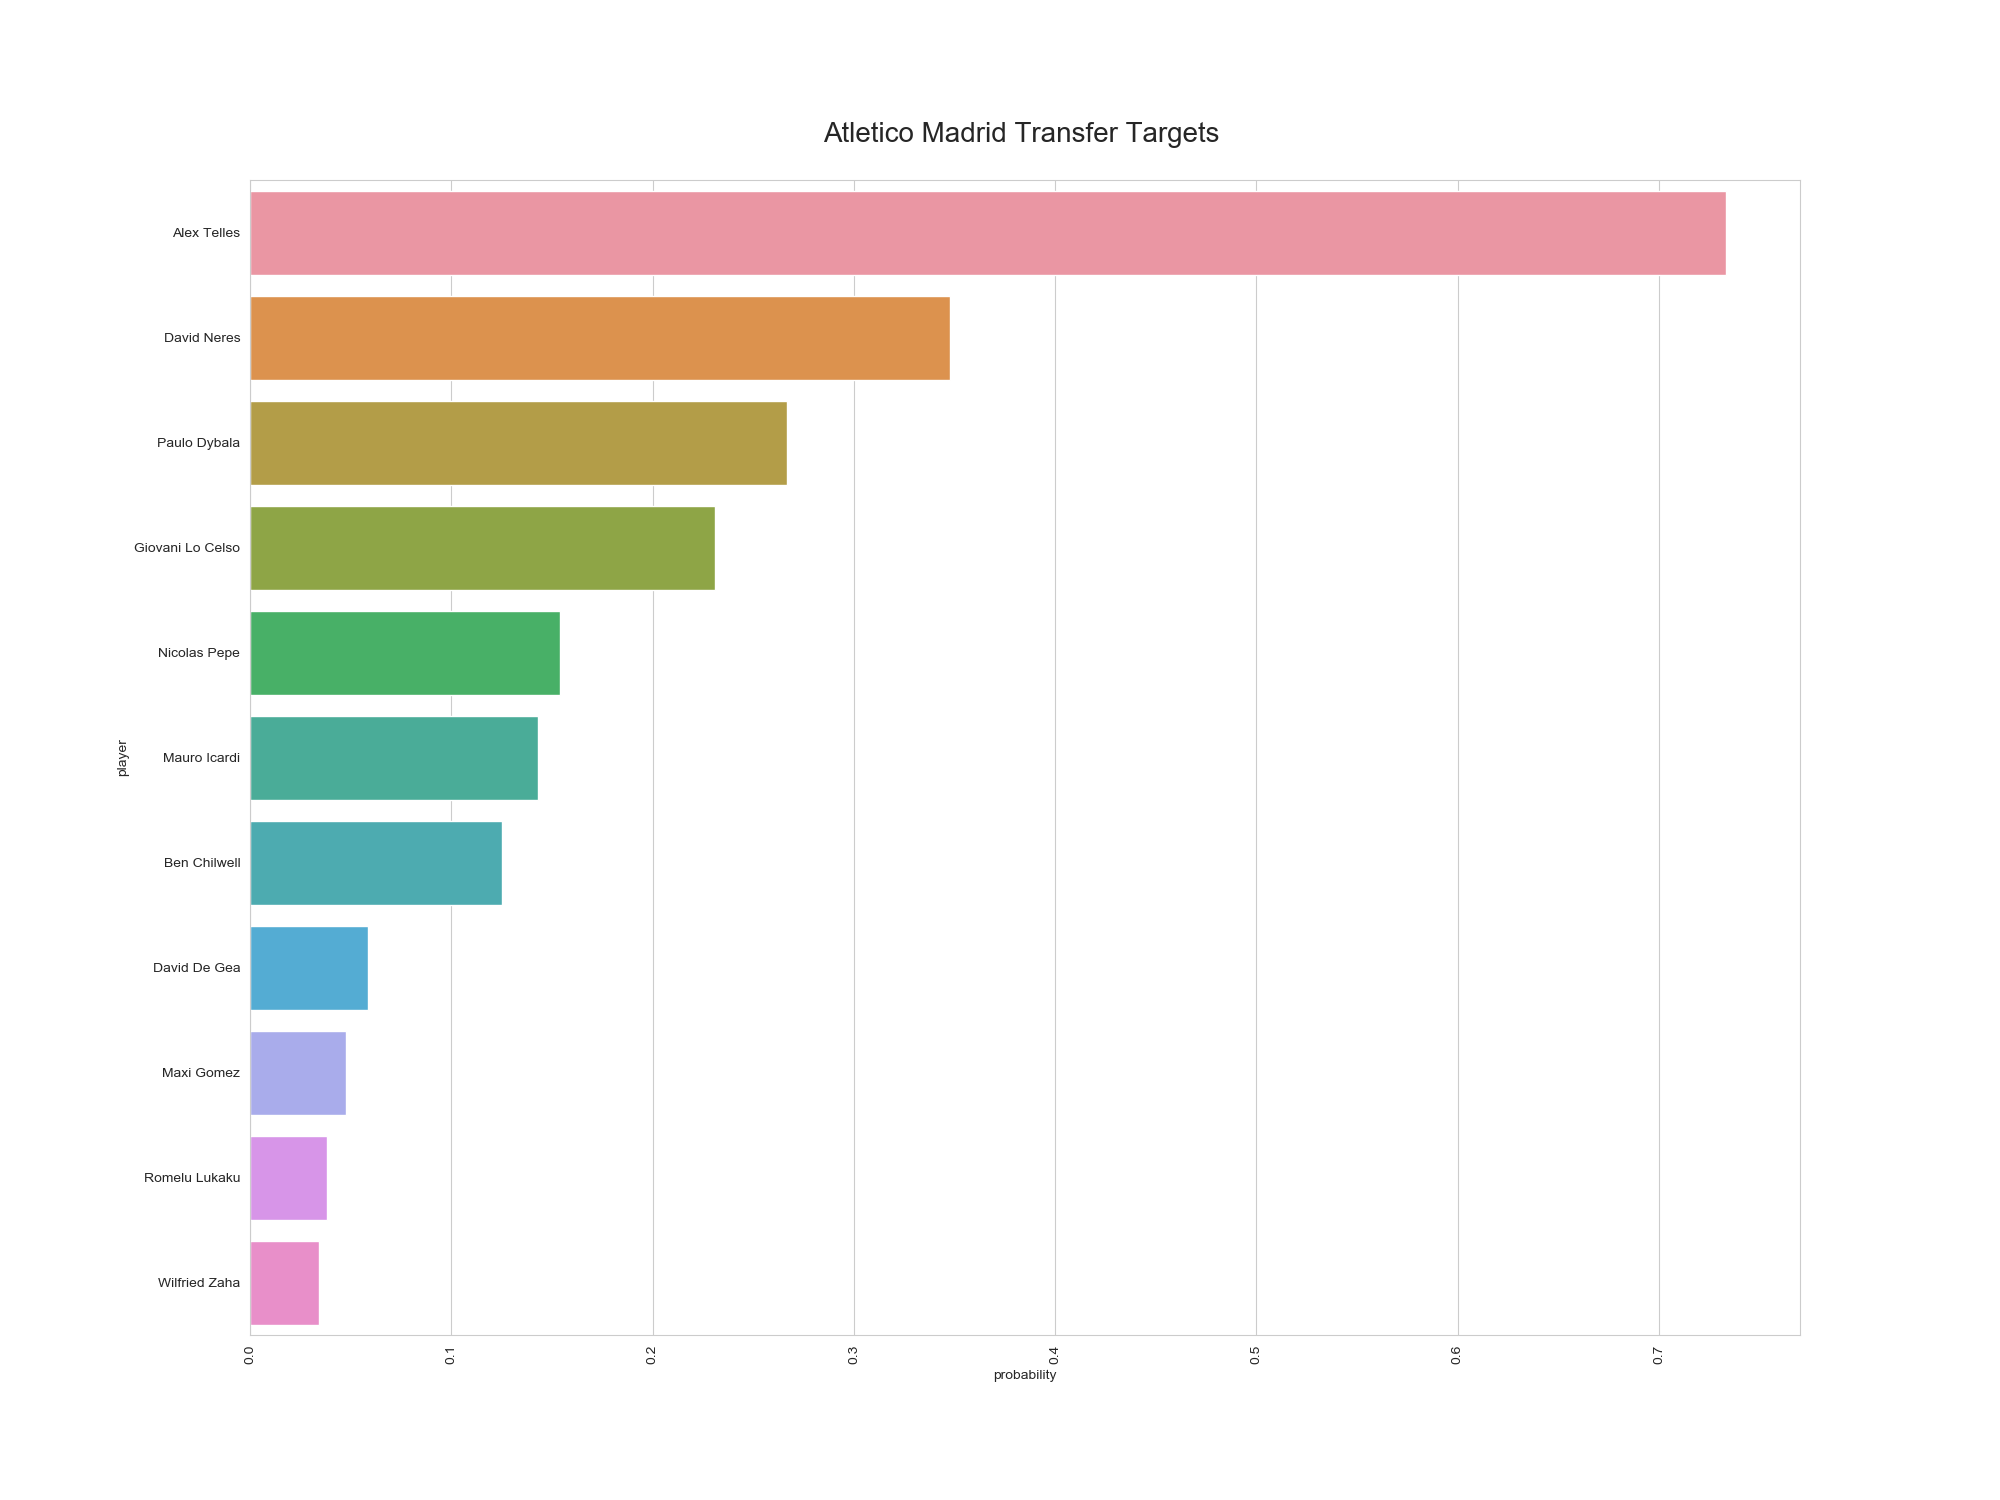 Atletico Madrid Transfer Targets
Alex Telles
David Neres
Paulo Dybala
Giovani Lo Celso
Nicolas Pepe
Mauro Icardi
Ben Chilwell
David De Gea
Maxi Gomez
Romelu Lukaku
Wilfried Zaha
player
0.0 0.1 0.2 0.3 0.4 0.5 0.6 0.7
probability